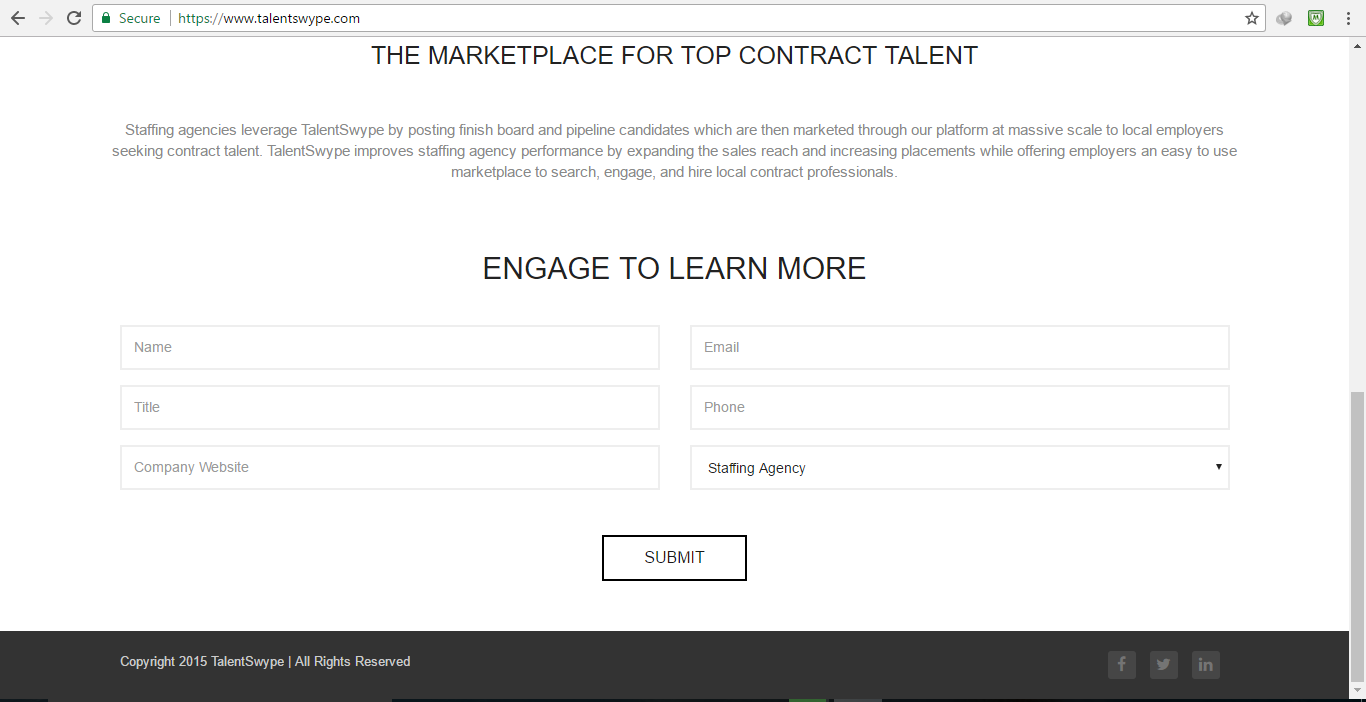 Secure
https://www.talentswype.com
THE MARKETPLACE FOR TOP CONTRACT TALENT
Staffing agencies leverage TalentSwype by posting finish board and pipeline candidates which are then marketed through our platform at massive scale to local employers
seeking contract talent. TalentSwype improves staffing agency performance by expanding the sales reach and increasing placements while offering employers an easy to use
marketplace to search, engage, and hire local contract professionals.
ENGAGE TO LEARN MORE
Name
Email
Title
Phone
Company Website
Staffing Agency
SUBMIT
Copyright 2015 TalentSwype | All Rights Reserved